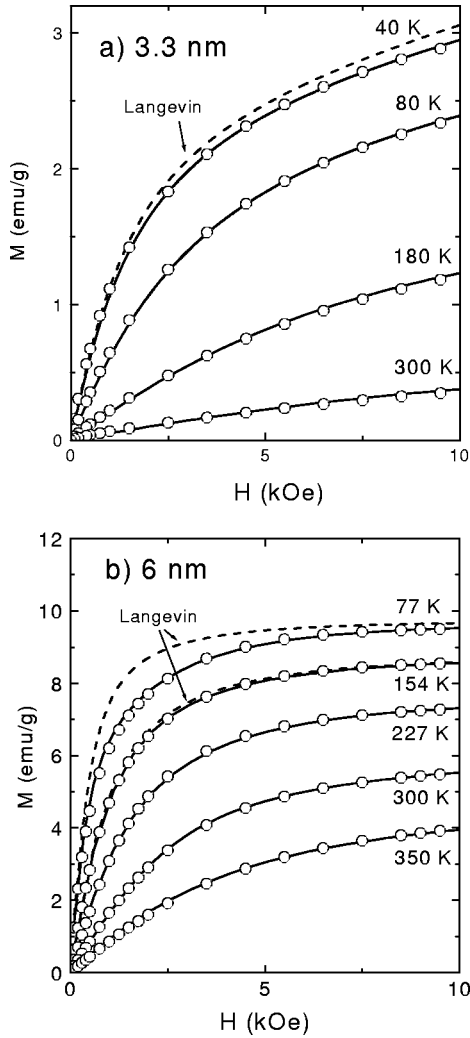 a) 3.3 nm
40 K
Langevin
80 K
180 K
300 K
3
2
1
0
M (emu/g)
0
5
10
H (kOe)
b) 6 nm
Langevin
77 K
154 K
227 K
300 K
350 K
12
10
8
6
4
2
0
M (emu/g)
0
5
10
H (kOe)